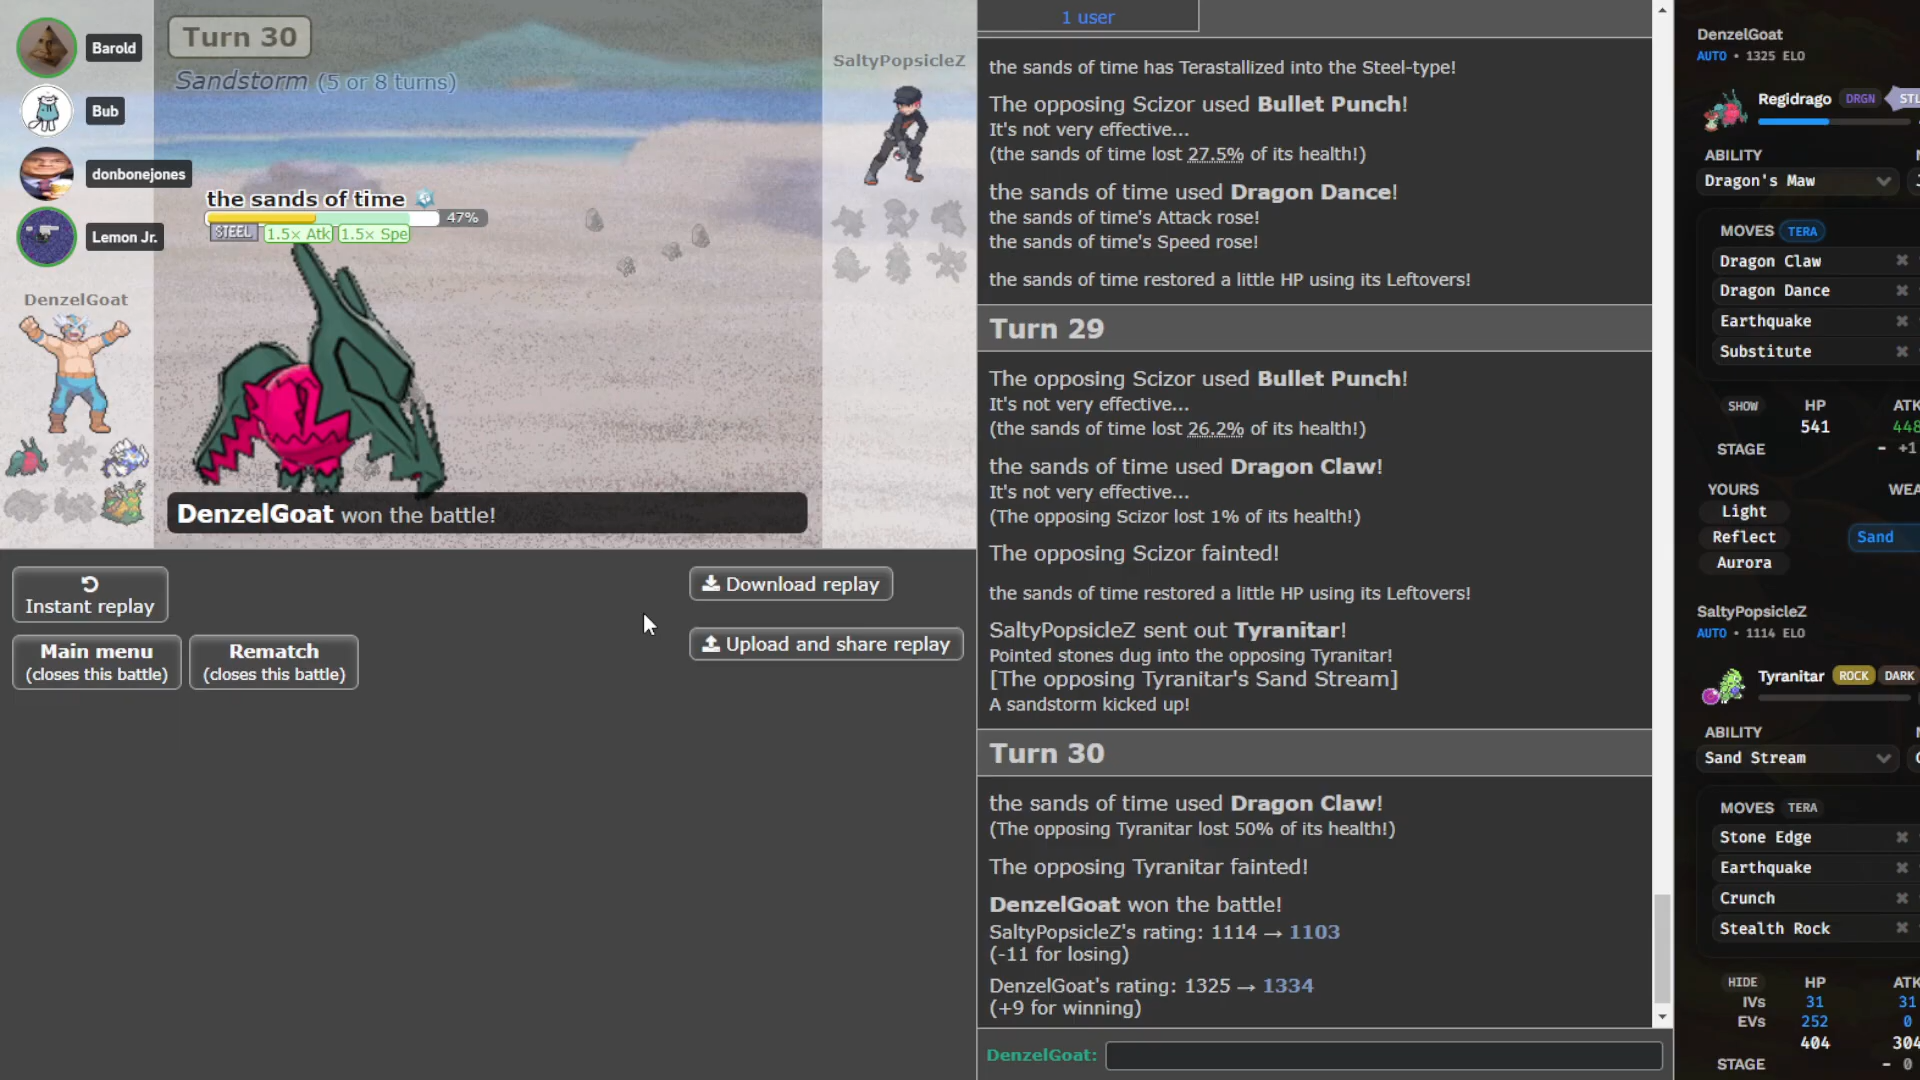 Barold
Bub
donbonejones
Lemon Jr.
DenzelGoat
Turn 30
Sandstorm (5 or 8 turns)
the sands of time
47%
STEEL 1.5× Atk 1.5× Spe
SaltyPopsicleZ
DenzelGoat won the battle!
Instant replay
Main menu
(closes this battle)
Rematch
(closes this battle)
Download replay
Upload and share replay
1 user
the sands of time has Terastallized into the Steel-type!
The opposing Scizor used Bullet Punch!
It's not very effective...
(the sands of time lost 27.5% of its health!)
the sands of time used Dragon Dance!
the sands of time's Attack rose!
the sands of time's Speed rose!
the sands of time restored a little HP using its Leftovers!
Turn 29
The opposing Scizor used Bullet Punch!
It's not very effective...
(the sands of time lost 26.2% of its health!)
the sands of time used Dragon Claw!
It's not very effective...
(The opposing Scizor lost 1% of its health!)
The opposing Scizor fainted!
the sands of time restored a little HP using its Leftovers!
SaltyPopsicleZ sent out Tyranitar!
Pointed stones dug into the opposing Tyranitar!
[The opposing Tyranitar's Sand Stream]
A sandstorm kicked up!
Turn 30
the sands of time used Dragon Claw!
(The opposing Tyranitar lost 50% of its health!)
The opposing Tyranitar fainted!
DenzelGoat won the battle!
SaltyPopsicleZ's rating: 1114 → 1103
(-11 for losing)
DenzelGoat's rating: 1325 → 1334
(+9 for winning)
DenzelGoat:
DenzelGoat
AUTO • 1325 ELO
Regidrago DRGN STL
ABILITY
Dragon's Maw
MOVES TERA
Dragon Claw
Dragon Dance
Earthquake
Substitute
SHOW HP ATK
541 448
STAGE - +1
YOURS WEA
Light
Reflect Sand
Aurora
SaltyPopsicleZ
AUTO • 1114 ELO
Tyranitar ROCK DARK
ABILITY
Sand Stream
MOVES TERA
Stone Edge
Earthquake
Crunch
Stealth Rock
HIDE HP ATK
IVs 31 31
EVs 252 0
404 304
STAGE - 0